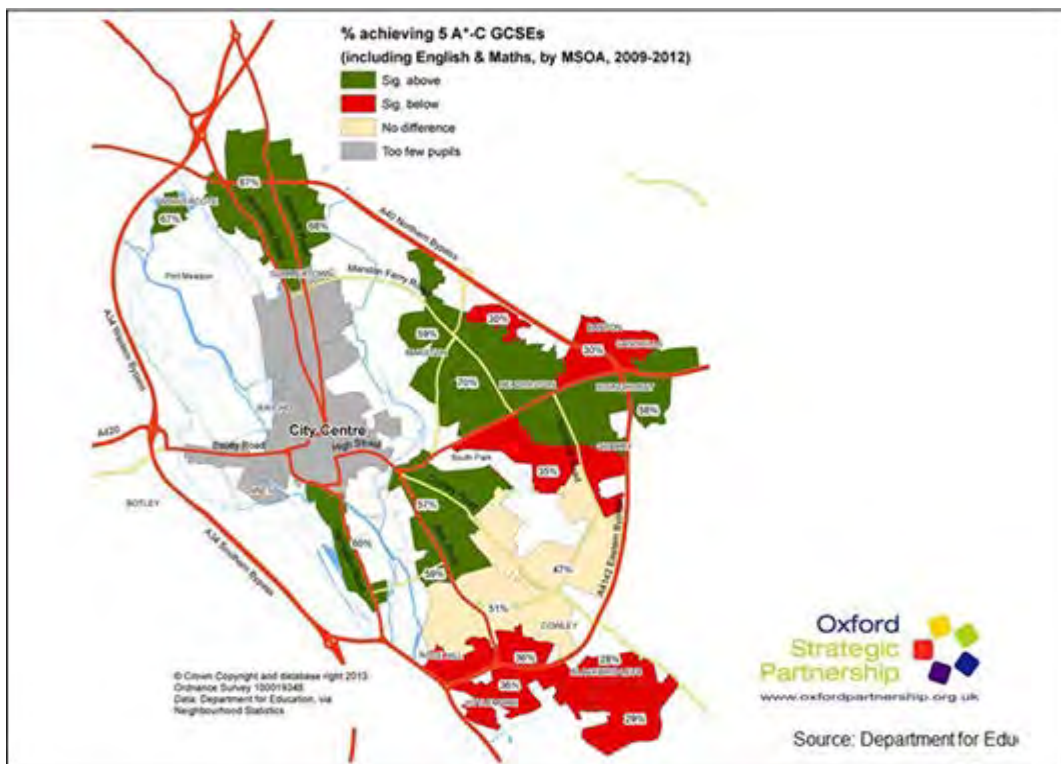 % achieving 5 A*-C GCSEs
(including English & Maths, by MSOA, 2009-2012)
Sig. above
Sig. below
No difference
Too few pupils
67%
67%
66%
A40 Northern Bypass
Port Meadow
Marston Ferry
A34 Western Bypass
30%
59%
30%
70%
58%
City Centre
A420
Botley Road
High Street
South Park
35%
BOTLEY
57%
A34 Southern Bypass
60%
A4142 Eastern Bypass
59%
47%
51%
COWLEY
36%
28%
36%
29%
© Crown Copyright and database right 2013
Ordnance Survey 100019348
Data: Department for Education, via
Neighbourhood Statistics
Oxford
Strategic
Partnership
www.oxfordpartnership.org.uk
Source: Department for Edu